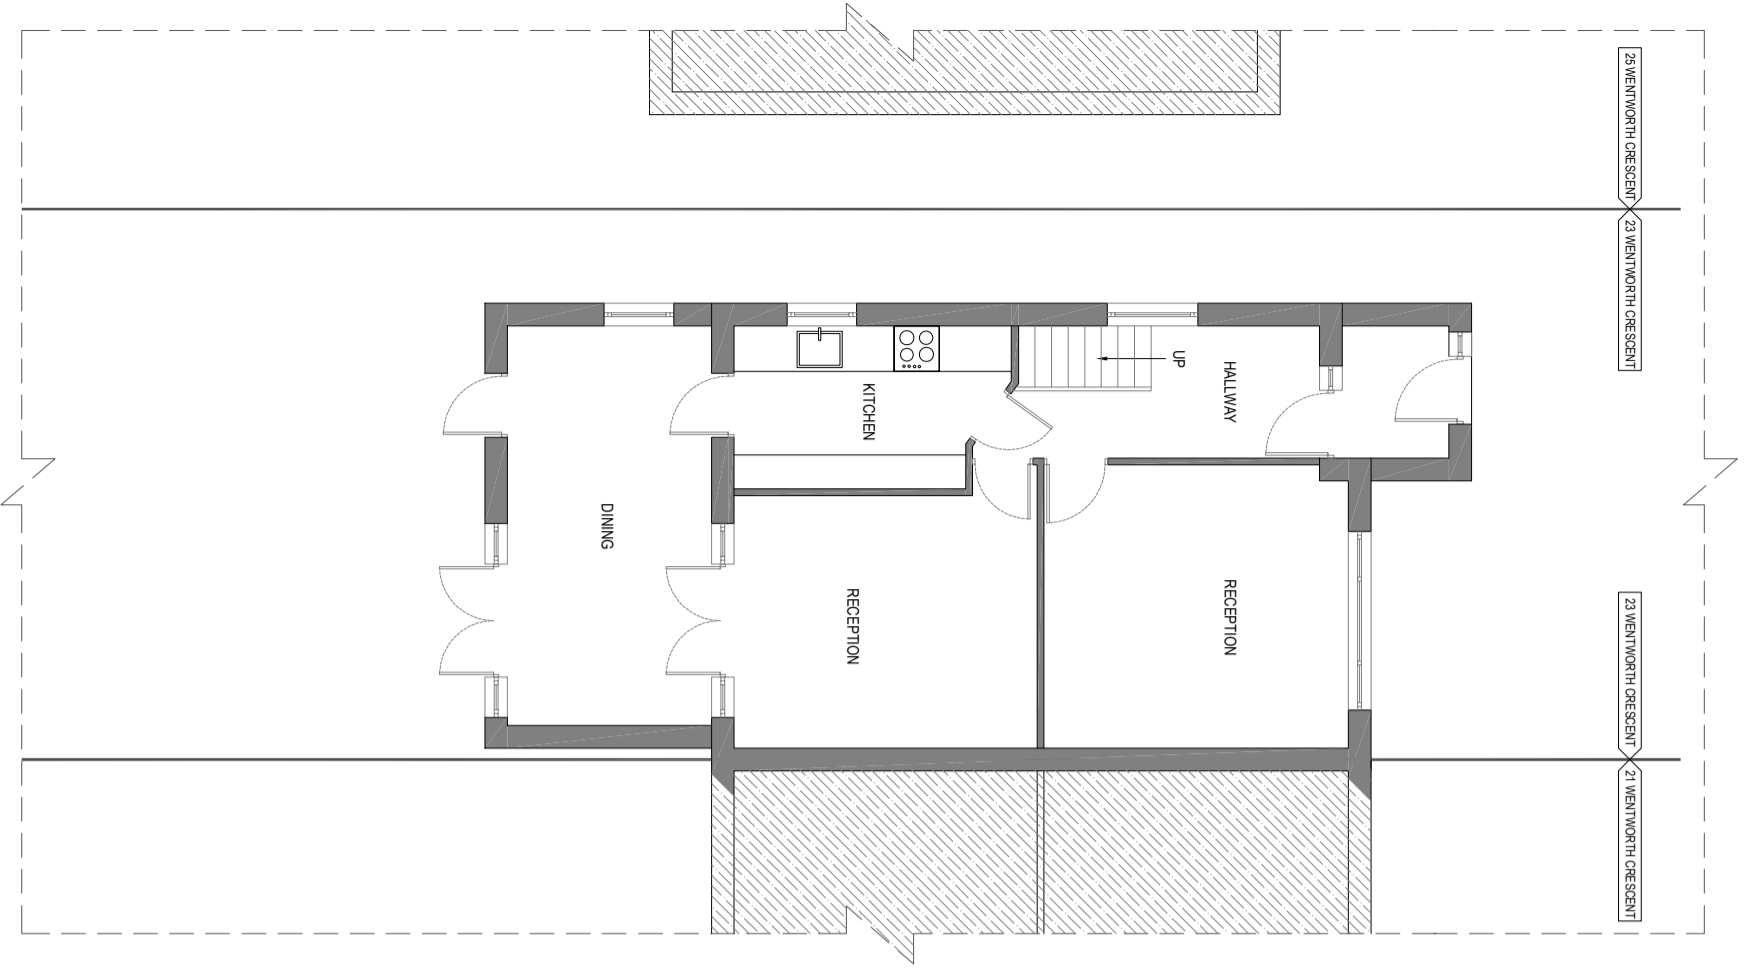 25 WENTWORTH CRESCENT
23 WENTWORTH CRESCENT
UP
HALLWAY
KITCHEN
DINING
RECEPTION
RECEPTION
23 WENTWORTH CRESCENT
21 WENTWORTH CRESCENT